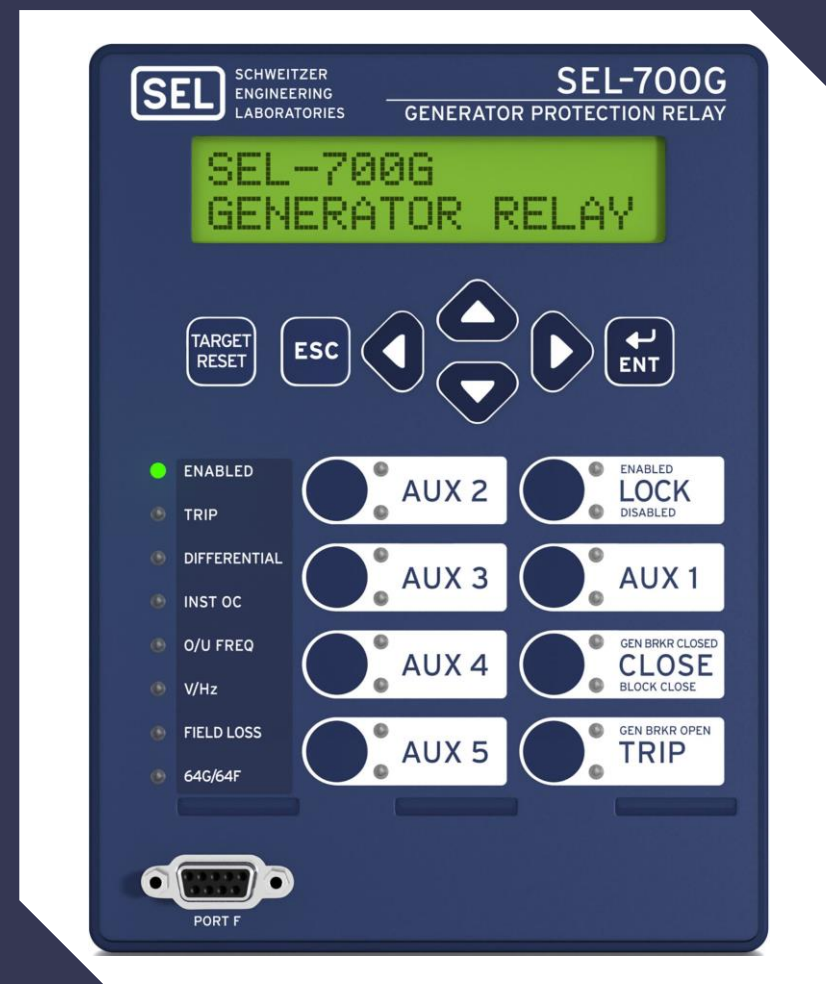 SEL
SCHWEITZER
ENGINEERING
LABORATORIES
SEL-700G
GENERATOR PROTECTION RELAY
SEL-700G
GENERATOR RELAY
TARGET
RESET
ESC
ENT
ENABLED
TRIP
DIFFERENTIAL
INST OC
O/U FREQ
V/Hz
FIELD LOSS
64G/64F
AUX 2
AUX 3
AUX 4
AUX 5
ENABLED
LOCK
DISABLED
AUX 1
GEN BRKR CLOSED
CLOSE
BLOCK CLOSE
GEN BRKR OPEN
TRIP
PORT F